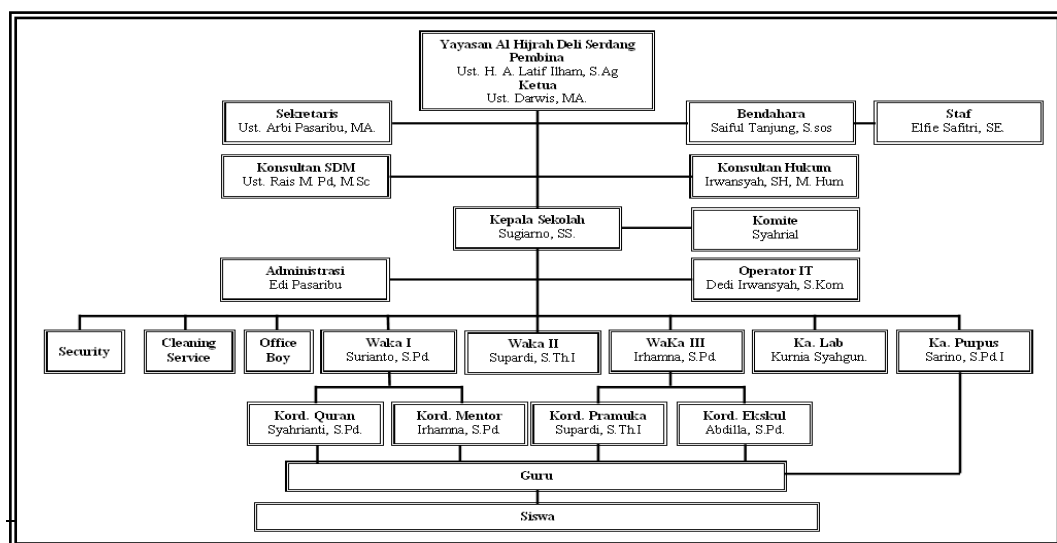 Yayasan Al Hijrah Deli Serdang
Pembina
Ust. H. A. Latif Ilham, S.Ag
Ketua
Ust. Darwis, MA.
Sekretaris
Ust. Arbi Pasaribu, MA.
Bendahara
Saiful Tanjung, S.sos
Staf
Elfie Safitri, SE.
Konsultan SDM
Ust. Rais M. Pd, M.Sc
Konsultan Hukum
Irwansyah, SH, M. Hum
Kepala Sekolah
Sugiarno, SS.
Komite
Syahrial
Administrasi
Edi Pasaribu
Operator IT
Dedi Irwansyah, S.Kom
Security
Cleaning
Service
Office
Boy
Waka I
Surianto, S.Pd.
Waka II
Supardi, S.Th.I
WaKa III
Irhamna, S.Pd.
Ka. Lab
Kurnia Syahgun.
Ka. Purpus
Sarino, S.Pd.I
Kord. Quran
Syahrianti, S.Pd.
Kord. Mentor
Irhamna, S.Pd.
Kord. Pramuka
Supardi, S.Th.I
Kord. Ekskul
Abdilla, S.Pd.
Guru
Siswa